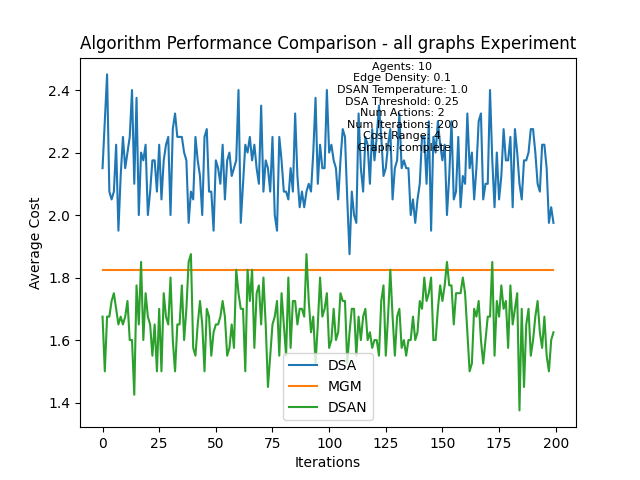 Algorithm Performance Comparison - all graphs Experiment
Agents: 10
Edge Density: 0.1
DSAN Temperature: 1.0
DSA Threshold: 0.25
Num Actions: 2
Num Iterations: 200
Cost Range: 4
Graph: complete
Average Cost
2.4
2.2
2.0
1.8
1.6
1.4
DSA
MGM
DSAN
0 25 50 75 100 125 150 175 200
Iterations